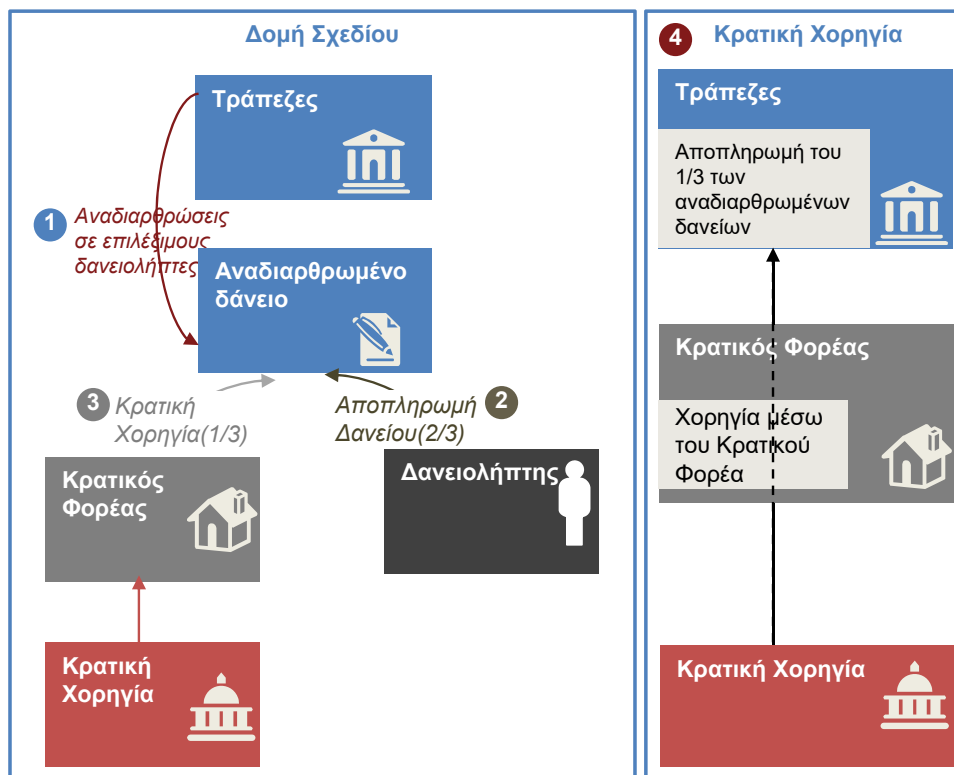 Δομή Σχεδίου
Τράπεζες
1
Αναδιαρθρώσεις
σε επιλέξιμους
δανειολήπτες
Αναδιαρθρωμένο
δάνειο
3
Κρατική
Χορηγία(1/3)
Αποπληρωμή
Δανείου(2/3)
2
Κρατικός
Φορέας
Δανειολήπτης
Κρατική
Χορηγία
4
Κρατική Χορηγία
Τράπεζες
Αποπληρωμή του
1/3 των
αναδιαρθρωμένων
δανείων
Κρατικός Φορέας
Χορηγία μέσω
του Κρατικού
Φορέα
Κρατική Χορηγία